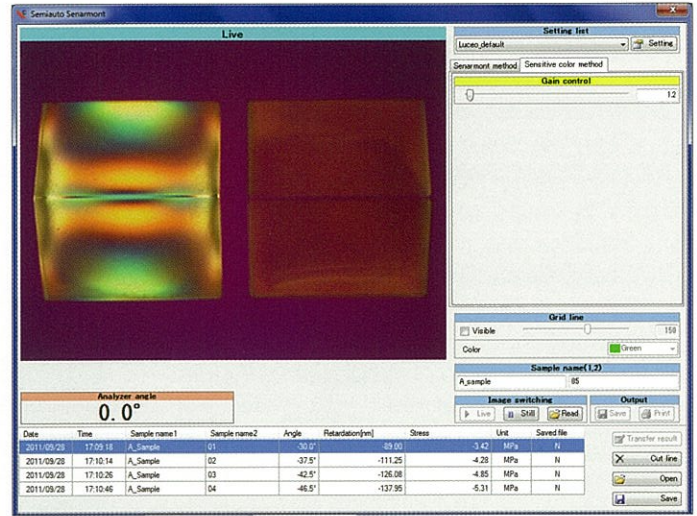 Semiauto Senarmont
Live
Setting list
Luceo_default
Setting
Senarmont method
Sensitive color method
Gain control
1.2
Grid line
Visible
150
Color
Green
Sample name(1,2)
A_sample
05
Image switching
Output
Live
Still
Read
Save
Print
Analyzer angle
0.0°
Date Time Sample name1 Sample name2 Angle Retardation[nm] Stress Unit Saved file
2011/09/28 17:09:18 A_Sample 01 -30.0° -89.00 -3.42 MPa N
2011/09/28 17:10:14 A_Sample 02 -37.5° -111.25 -4.28 MPa N
2011/09/28 17:10:26 A_Sample 03 -42.5° -126.08 -4.85 MPa N
2011/09/28 17:10:46 A_Sample 04 -46.5° -137.95 -5.31 MPa N
Transfer result
Cut line
Open
Save